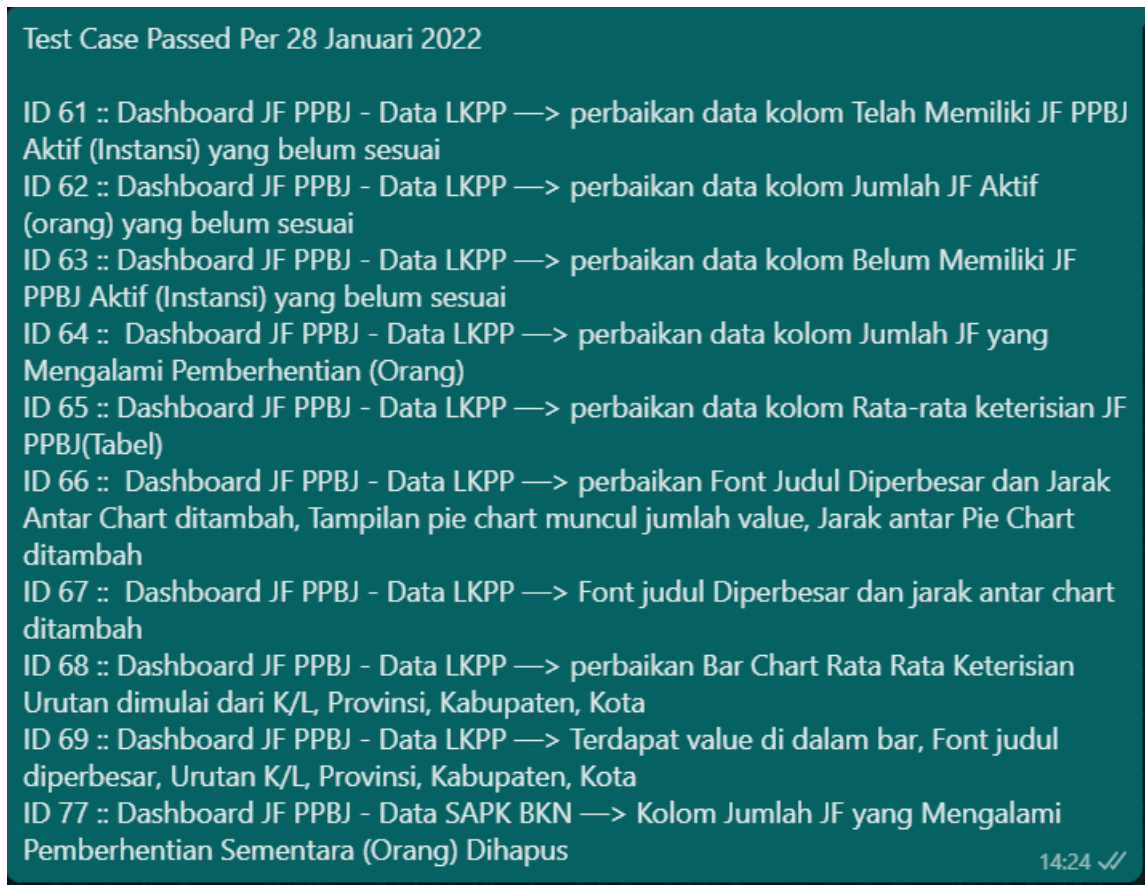 Test Case Passed Per 28 Januari 2022
ID 61 :: Dashboard JF PPBJ - Data LKPP —> perbaikan data kolom Telah Memiliki JF PPBJ
Aktif (Instansi) yang belum sesuai
ID 62 :: Dashboard JF PPBJ - Data LKPP —> perbaikan data kolom Jumlah JF Aktif
(orang) yang belum sesuai
ID 63 :: Dashboard JF PPBJ - Data LKPP —> perbaikan data kolom Belum Memiliki JF
PPBJ Aktif (Instansi) yang belum sesuai
ID 64 ::  Dashboard JF PPBJ - Data LKPP —> perbaikan data kolom Jumlah JF yang
Mengalami Pemberhentian (Orang)
ID 65 :: Dashboard JF PPBJ - Data LKPP —> perbaikan data kolom Rata-rata keterisian JF
PPBJ(Tabel)
ID 66 ::  Dashboard JF PPBJ - Data LKPP —> perbaikan Font Judul Diperbesar dan Jarak
Antar Chart ditambah, Tampilan pie chart muncul jumlah value, Jarak antar Pie Chart
ditambah
ID 67 ::  Dashboard JF PPBJ - Data LKPP —> Font judul Diperbesar dan jarak antar chart
ditambah
ID 68 :: Dashboard JF PPBJ - Data LKPP —> perbaikan Bar Chart Rata Rata Keterisian
Urutan dimulai dari K/L, Provinsi, Kabupaten, Kota
ID 69 :: Dashboard JF PPBJ - Data LKPP —> Terdapat value di dalam bar, Font judul
diperbesar, Urutan K/L, Provinsi, Kabupaten, Kota
ID 77 :: Dashboard JF PPBJ - Data SAPK BKN —> Kolom Jumlah JF yang Mengalami
Pemberhentian Sementara (Orang) Dihapus
14:24